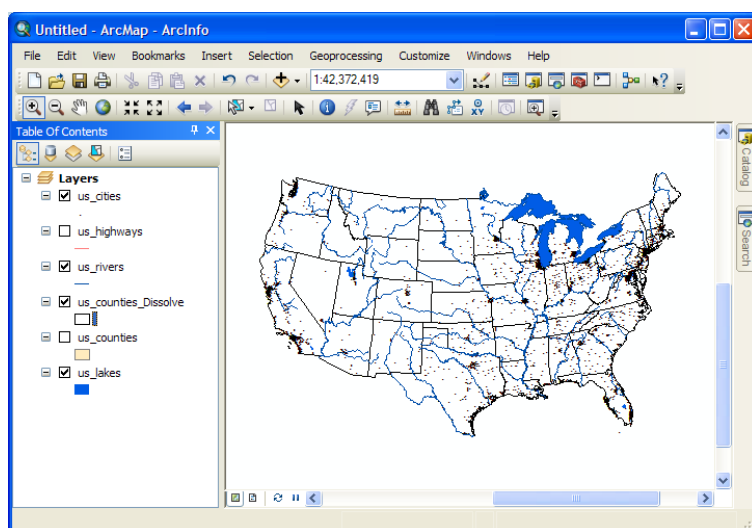 Untitled - ArcMap - ArcInfo
File Edit View Bookmarks Insert Selection Geoprocessing Customize Windows Help
1:42,372,419
Table Of Contents
Layers
us_cities
us_highways
us_rivers
us_counties_Dissolve
us_counties
us_lakes
Catalog
Search